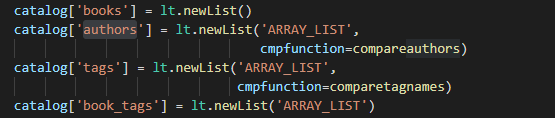 catalog['books'] = lt.newList()
catalog['authors'] = lt.newList('ARRAY_LIST',
cmpfunction=compareauthors)
catalog['tags'] = lt.newList('ARRAY_LIST',
cmpfunction=comparetagnames)
catalog['book_tags'] = lt.newList('ARRAY_LIST')